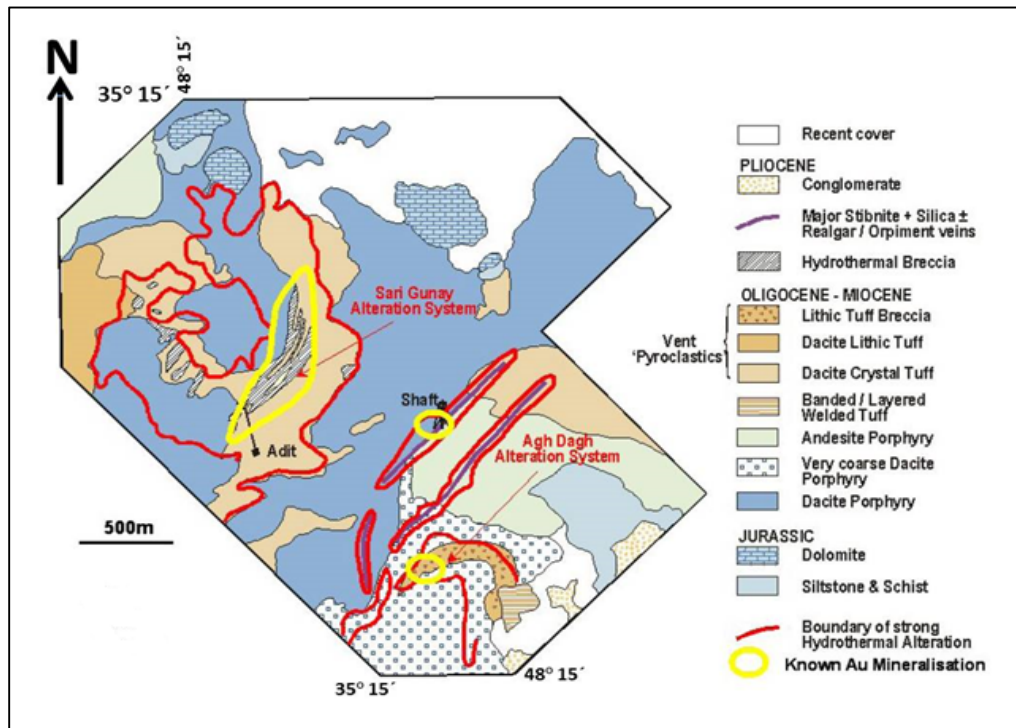 N
48° 15´
35° 15´
Sari Gunay
Alteration System
Shaft
Adit
Agh Dagh
Alteration System
500m
35° 15´
48° 15´
Recent cover
PLIOCENE
Conglomerate
Major Stibnite + Silica ±
Realgar / Orpiment veins
Hydrothermal Breccia
OLIGOCENE - MIOCENE
Lithic Tuff Breccia
Vent
'Pyroclastics'
Dacite Lithic Tuff
Dacite Crystal Tuff
Banded / Layered
Welded Tuff
Andesite Porphyry
Very coarse Dacite
Porphyry
Dacite Porphyry
JURASSIC
Dolomite
Siltstone & Schist
Boundary of strong
Hydrothermal Alteration
Known Au Mineralisation